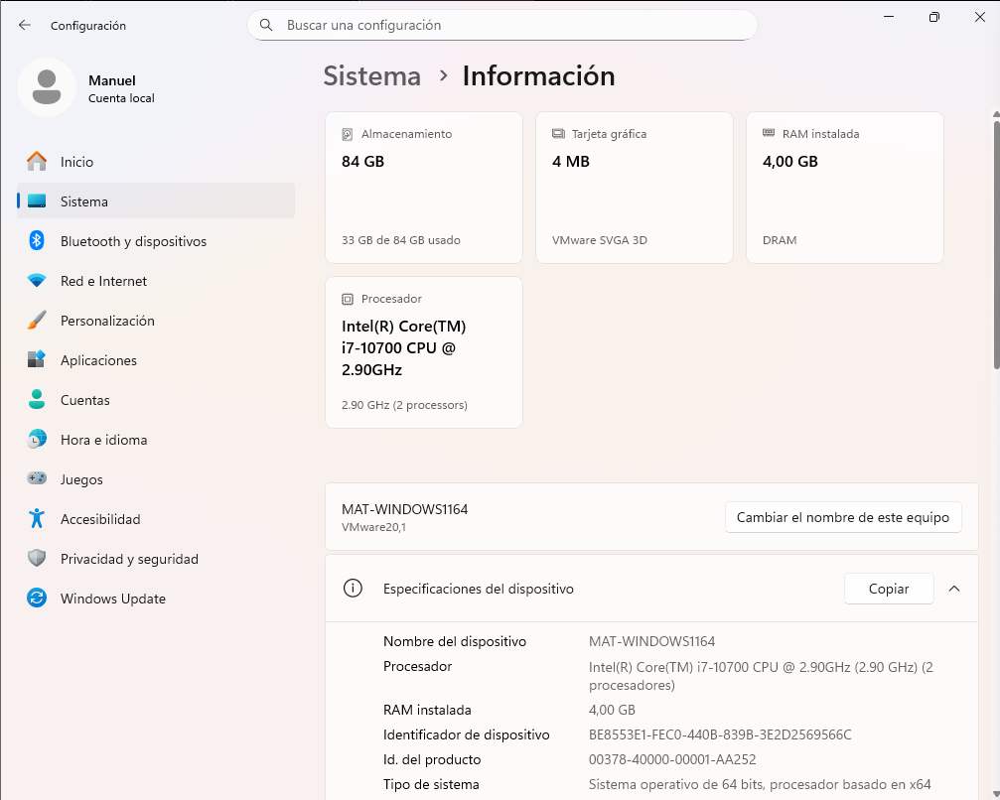 Configuración
Buscar una configuración
Manuel
Cuenta local
Inicio
Sistema
Bluetooth y dispositivos
Red e Internet
Personalización
Aplicaciones
Cuentas
Hora e idioma
Juegos
Accesibilidad
Privacidad y seguridad
Windows Update
Sistema > Información
Almacenamiento
84 GB
33 GB de 84 GB usado
Tarjeta gráfica
4 MB
VMware SVGA 3D
RAM instalada
4,00 GB
DRAM
Procesador
Intel(R) Core(TM)
i7-10700 CPU @
2.90GHz
2.90 GHz (2 processors)
MAT-WINDOWS1164
VMware20,1
Cambiar el nombre de este equipo
Especificaciones del dispositivo
Copiar
Nombre del dispositivo MAT-WINDOWS1164
Procesador Intel(R) Core(TM) i7-10700 CPU @ 2.90GHz (2.90 GHz) (2
procesadores)
RAM instalada 4,00 GB
Identificador de dispositivo BE8553E1-FEC0-440B-839B-3E2D2569566C
Id. del producto 00378-40000-00001-AA252
Tipo de sistema Sistema operativo de 64 bits, procesador basado en x64